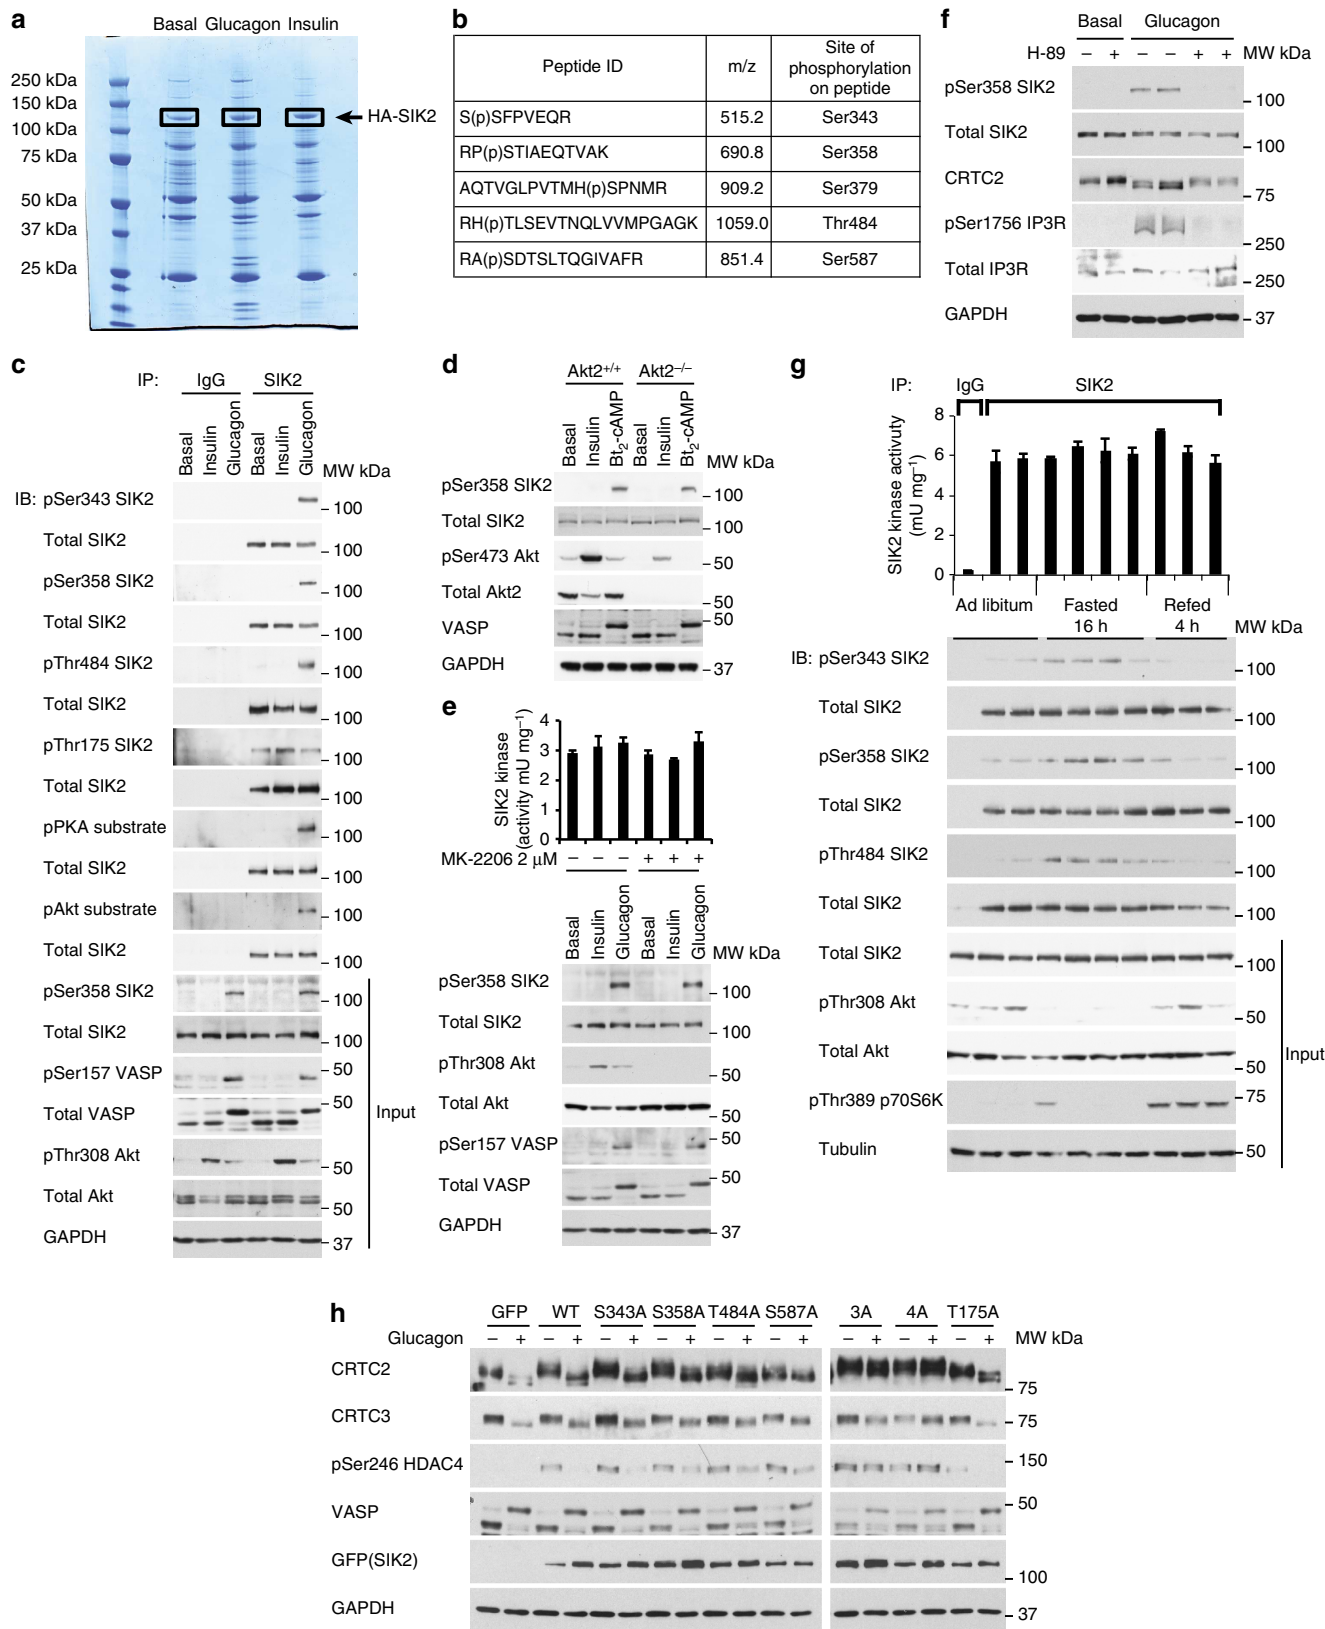 a
Basal Glucagon Insulin
250 kDa
150 kDa
100 kDa
75 kDa
50 kDa
37 kDa
25 kDa
HA-SIK2
b
Peptide ID m/z Site of phosphorylation on peptide
S(p)SFPVEQR 515.2 Ser343
RP(p)STIAEQTVAK 690.8 Ser358
AQTVGLPVTMH(p)SPNMR 909.2 Ser379
RH(p)TLSEVTNQLVVMPGAGK 1059.0 Thr484
RA(p)SDTSLTQGIVAFR 851.4 Ser587
f
Basal Glucagon
H-89 – + – – + + MW kDa
pSer358 SIK2 100
Total SIK2 100
CRTC2 75
pSer1756 IP3R 250
Total IP3R 250
GAPDH 37
c
IP: IgG SIK2
Basal Insulin Glucagon Basal Insulin Glucagon MW kDa
IB: pSer343 SIK2 100
Total SIK2 100
pSer358 SIK2 100
Total SIK2 100
pThr484 SIK2 100
Total SIK2 100
pThr175 SIK2 100
Total SIK2 100
pPKA substrate 100
Total SIK2 100
pAkt substrate 100
Total SIK2 100
pSer358 SIK2 100
Total SIK2 100
pSer157 VASP 50
Total VASP 50
pThr308 Akt 50
Total Akt 50
GAPDH 37
Input
d
Akt2+/+ Akt2–/–
Basal Insulin Bt2-cAMP Basal Insulin Bt2-cAMP MW kDa
pSer358 SIK2 100
Total SIK2 100
pSer473 Akt 50
Total Akt2 50
VASP 50
GAPDH 37
e
SIK2 kinase
(activity mU mg–1)
4
3
2
1
0
MK-2206 2 μM – – – + + +
Basal Insulin Glucagon Basal Insulin Glucagon MW kDa
pSer358 SIK2 100
Total SIK2 100
pThr308 Akt 50
Total Akt 50
pSer157 VASP 50
Total VASP 50
GAPDH 37
g
IP: IgG SIK2
SIK2 kinase activity
(mU mg–1)
8
6
4
2
0
Ad libitum Fasted 16 h Refed 4 h MW kDa
IB: pSer343 SIK2 100
Total SIK2 100
pSer358 SIK2 100
Total SIK2
pThr484 SIK2 100
Total SIK2 100
Total SIK2 100
pThr308 Akt 50
Total Akt 50
pThr389 p70S6K 75
Tubulin 50
Input
h
GFP WT S343A S358A T484A S587A 3A 4A T175A
Glucagon – + – + – + – + – + – + – + – + – + MW kDa
CRTC2 75
CRTC3 75
pSer246 HDAC4 150
VASP 50
GFP(SIK2) 100
GAPDH 37